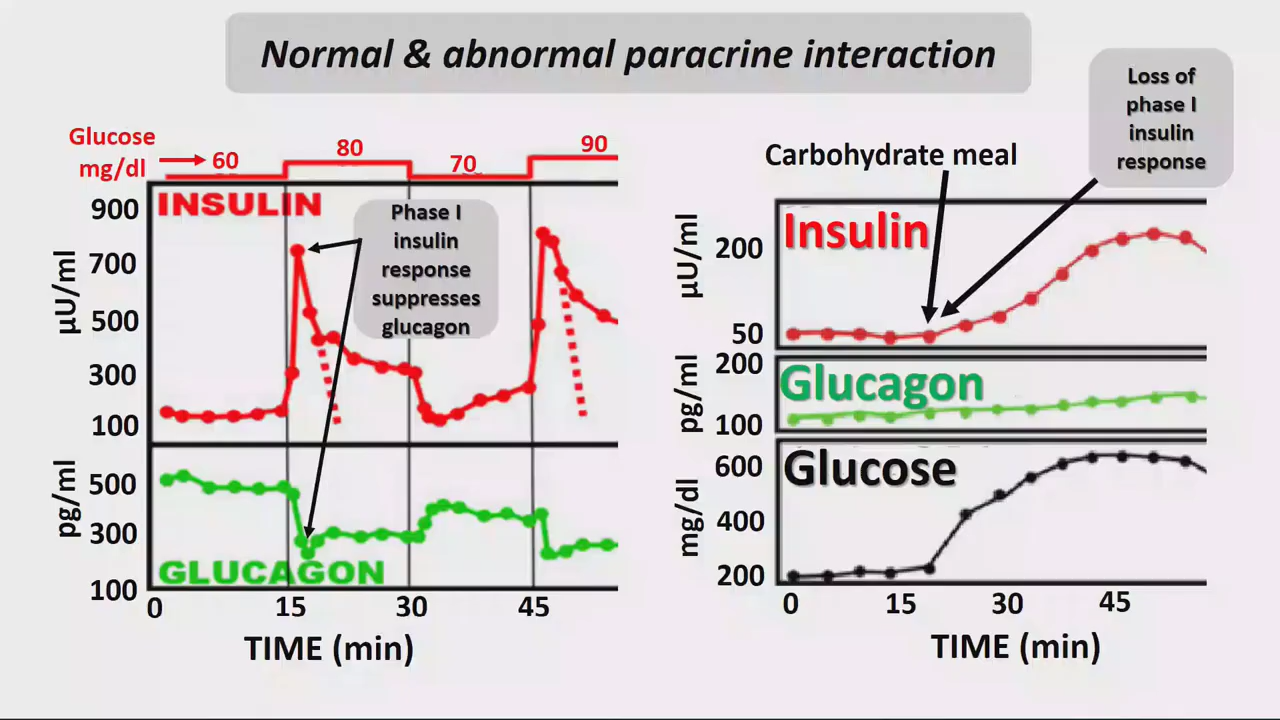 Normal & abnormal paracrine interaction
Glucose
mg/dl
60
80
70
90
INSULIN
900
700
500
300
100
µU/ml
Phase I
insulin
response
suppresses
glucagon
500
300
100
pg/ml
GLUCAGON
0 15 30 45
TIME (min)
Loss of
phase I
insulin
response
Carbohydrate meal
Insulin
200
50
µU/ml
Glucagon
200
100
pg/ml
Glucose
600
400
200
mg/dl
0 15 30 45
TIME (min)